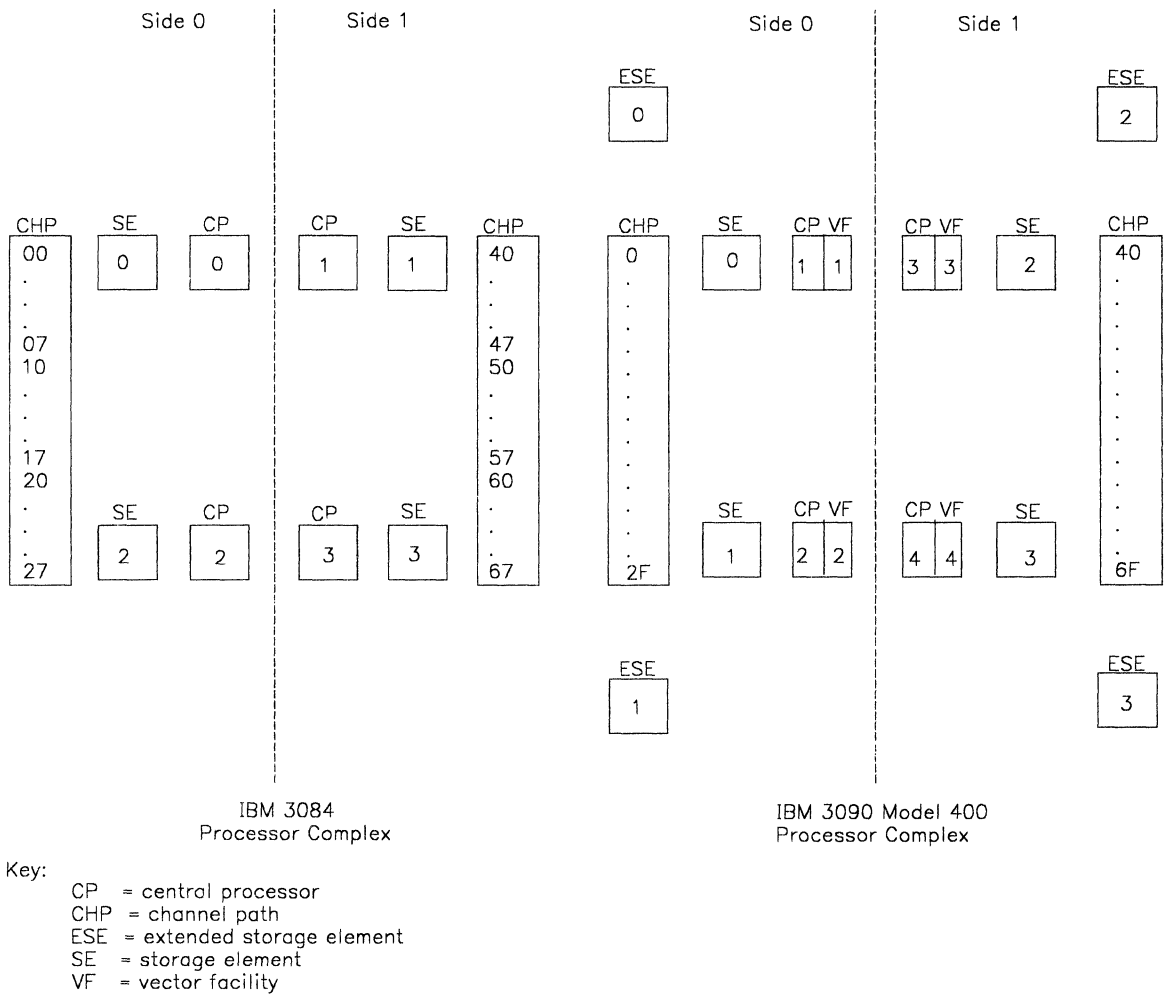 Side 0 Side 1
Side 0 Side 1
ESE ESE
0 2
CHP SE CP CP SE CHP
00 0 0 1 1 40
.
.
07 47
10 50
.
.
.
17 57
20 60
.
.
SE CP CP SE
2 2 3 3
.
27 67
CHP SE CP VF CP VF SE CHP
0 0 1 1 3 3 2 40
.
.
.
.
.
.
.
.
.
.
.
.
SE CP VF CP VF SE
1 2 2 4 4 3
.
2F 6F
ESE ESE
1 3
IBM 3084
Processor Complex
IBM 3090 Model 400
Processor Complex
Key:
CP = central processor
CHP = channel path
ESE = extended storage element
SE = storage element
VF = vector facility